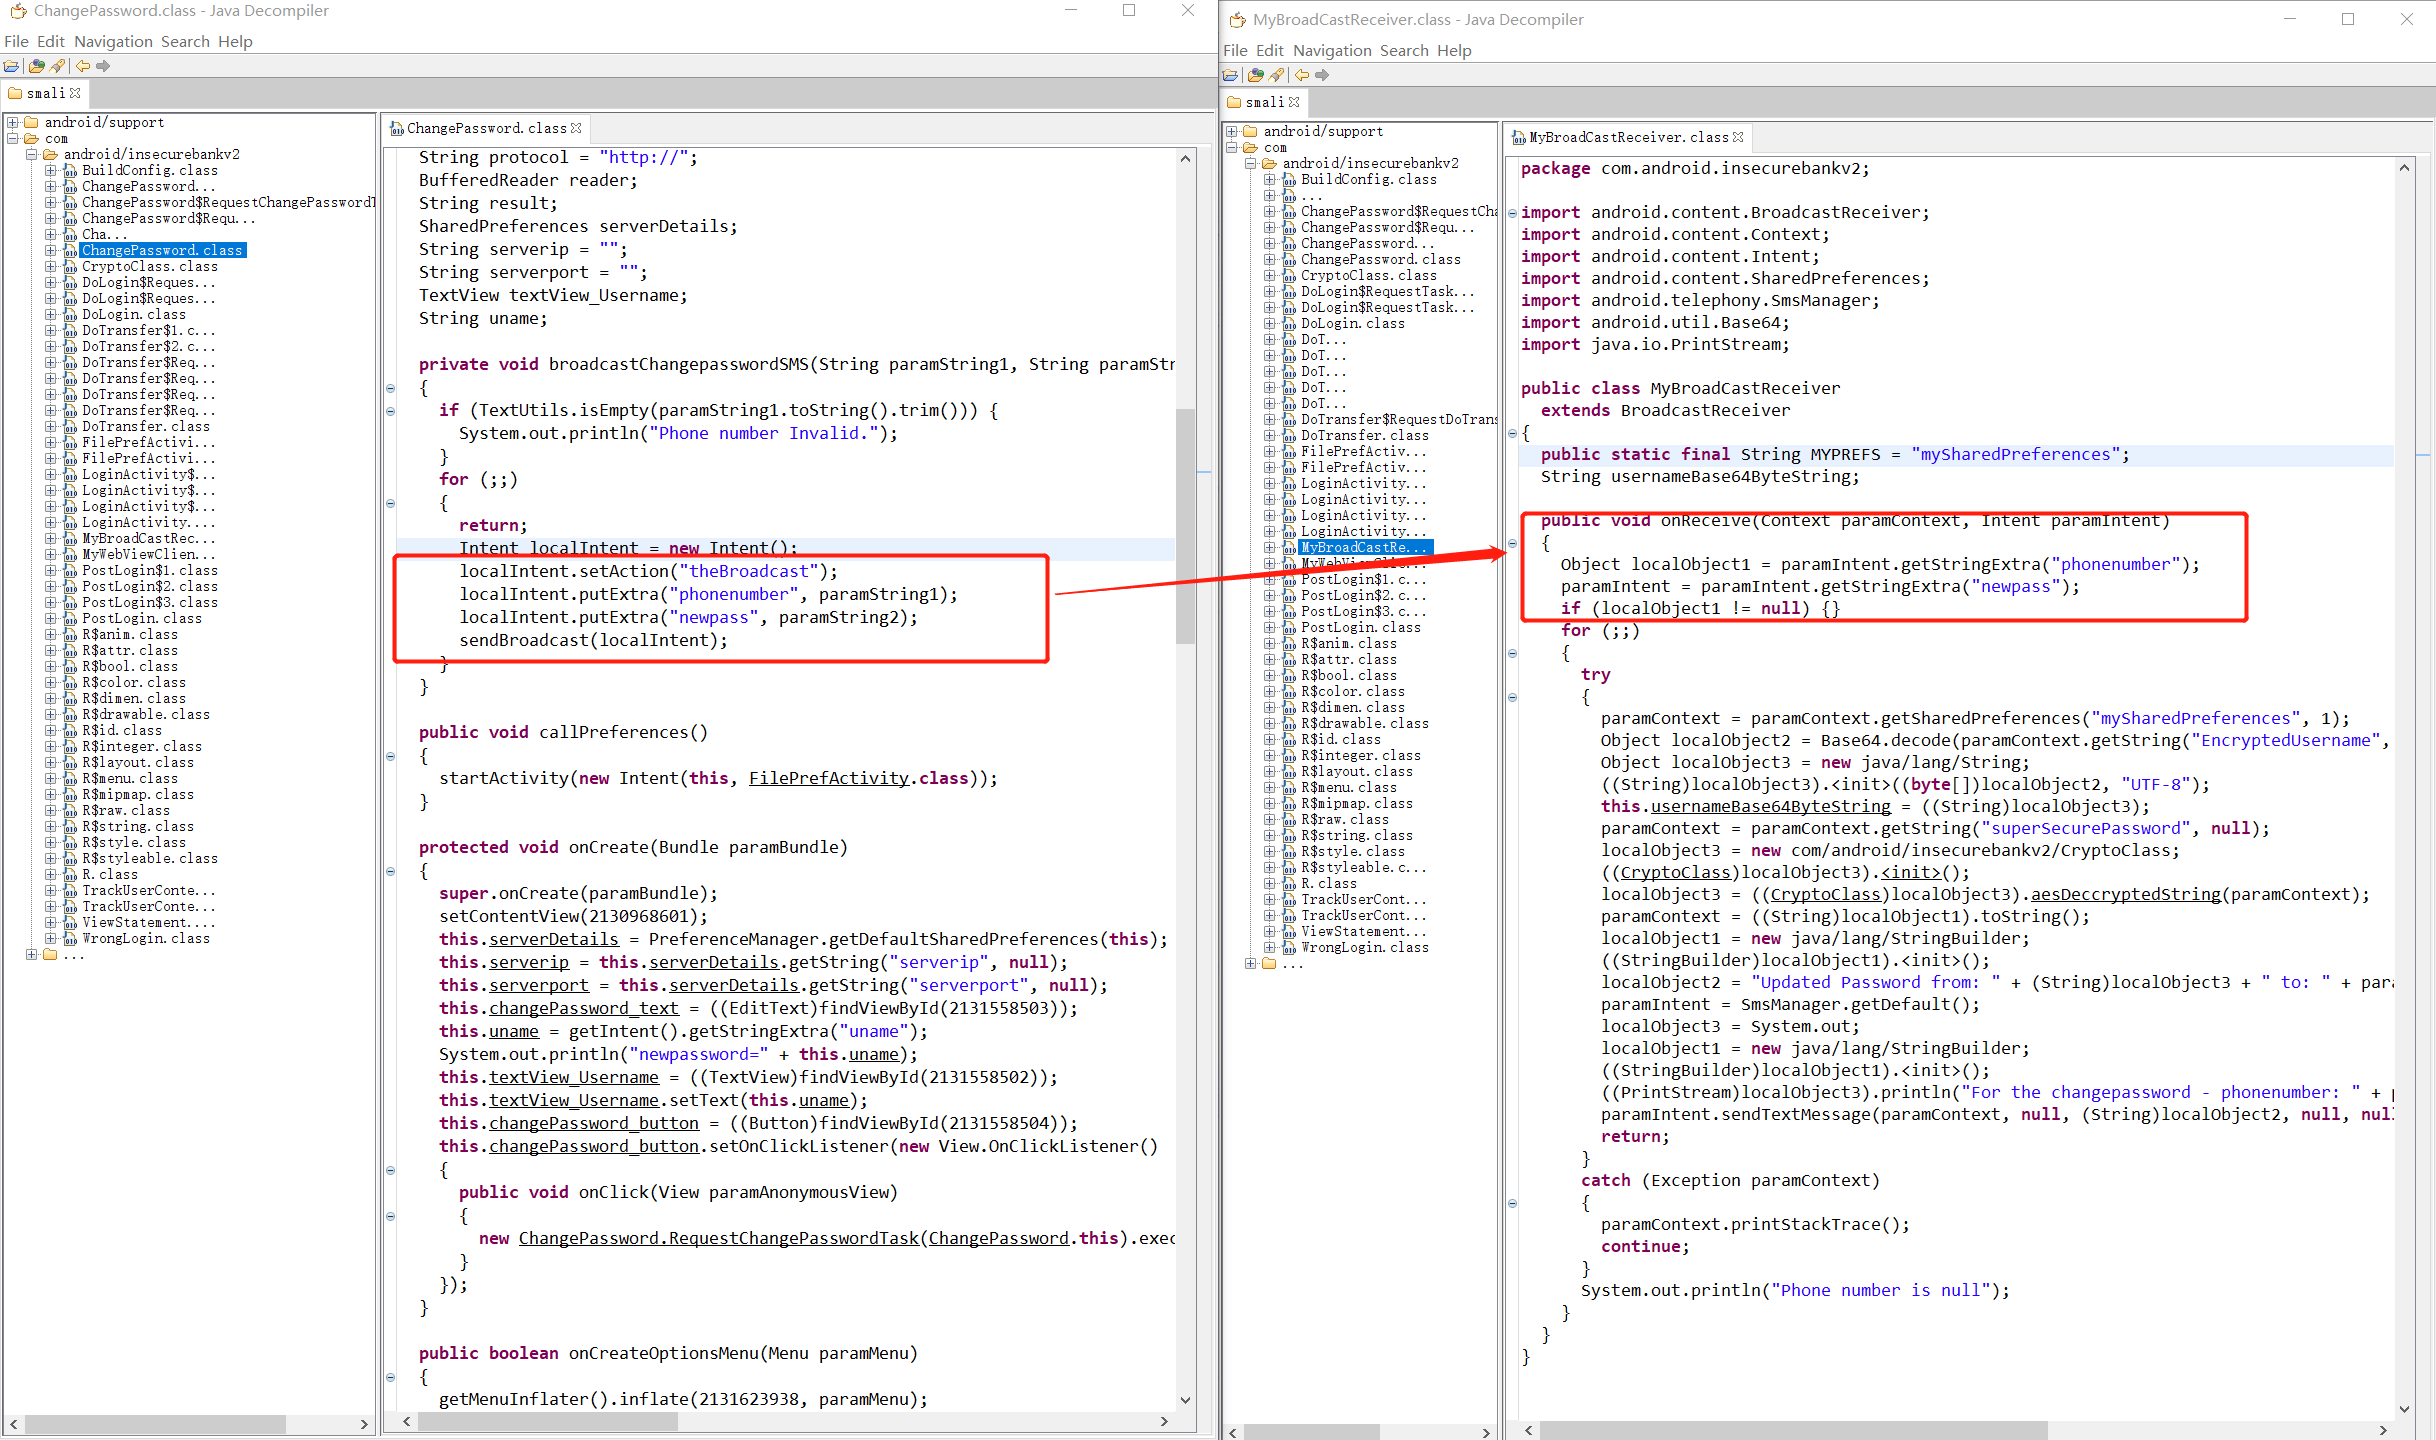 ChangePassword.class - Java Decompiler
File Edit Navigation Search Help
smali
android/support
com
android/insecurebankv2
BuildConfig.class
ChangePassword...
ChangePassword$RequestChangePasswordT
ChangePassword$Requ...
Cha...
ChangePassword.class
CryptoClass.class
DoLogin$Reques...
DoLogin$Reques...
DoLogin.class
DoTransfer$1.c...
DoTransfer$2.c...
DoTransfer$Req...
DoTransfer$Req...
DoTransfer$Req...
DoTransfer$Req...
DoTransfer.class
FilePrefActivi...
FilePrefActivi...
LoginActivity$...
LoginActivity$...
LoginActivity$...
LoginActivity....
MyBroadCastRec...
MyWebViewClien...
PostLogin$1.class
PostLogin$2.class
PostLogin$3.class
PostLogin.class
R$anim.class
R$attr.class
R$bool.class
R$color.class
R$dimen.class
R$drawable.class
R$id.class
R$integer.class
R$layout.class
R$menu.class
R$mipmap.class
R$raw.class
R$string.class
R$style.class
R$styleable.class
R.class
TrackUserConte...
TrackUserConte...
ViewStatement....
WrongLogin.class
...
ChangePassword.class
String protocol = "http://";
BufferedReader reader;
String result;
SharedPreferences serverDetails;
String serverip = "";
String serverport = "";
TextView textView_Username;
String uname;
private void broadcastChangepasswordSMS(String paramString1, String paramStr
{
if (TextUtils.isEmpty(paramString1.toString().trim())) {
System.out.println("Phone number Invalid.");
}
for (;;)
{
return;
Intent localIntent = new Intent();
localIntent.setAction("theBroadcast");
localIntent.putExtra("phonenumber", paramString1);
localIntent.putExtra("newpass", paramString2);
sendBroadcast(localIntent);
}
}
public void callPreferences()
{
startActivity(new Intent(this, FilePrefActivity.class));
}
protected void onCreate(Bundle paramBundle)
{
super.onCreate(paramBundle);
setContentView(2130968601);
this.serverDetails = PreferenceManager.getDefaultSharedPreferences(this);
this.serverip = this.serverDetails.getString("serverip", null);
this.serverport = this.serverDetails.getString("serverport", null);
this.changePassword_text = ((EditText)findViewById(2131558503));
this.uname = getIntent().getStringExtra("uname");
System.out.println("newpassword=" + this.uname);
this.textView_Username = ((TextView)findViewById(2131558502));
this.textView_Username.setText(this.uname);
this.changePassword_button = ((Button)findViewById(2131558504));
this.changePassword_button.setOnClickListener(new View.OnClickListener()
{
public void onClick(View paramAnonymousView)
{
new ChangePassword.RequestChangePasswordTask(ChangePassword.this).exec
}
});
}
public boolean onCreateOptionsMenu(Menu paramMenu)
{
getMenuInflater().inflate(2131623938, paramMenu);
MyBroadCastReceiver.class - Java Decompiler
File Edit Navigation Search Help
smali
android/support
com
android/insecurebankv2
BuildConfig.class
...
ChangePassword$RequestCha
ChangePassword$Requ...
ChangePassword...
ChangePassword.class
CryptoClass.class
DoLogin$RequestTask...
DoLogin$RequestTask...
DoLogin.class
DoT...
DoT...
DoT...
DoT...
DoT...
DoTransfer$RequestDoTrans
DoTransfer.class
FilePrefActiv...
FilePrefActiv...
LoginActivity...
LoginActivity...
LoginActivity...
LoginActivity...
MyBroadCastRe...
MyWebViewClie...
PostLogin$1.c...
PostLogin$2.c...
PostLogin$3.c...
PostLogin.class
R$anim.class
R$attr.class
R$bool.class
R$color.class
R$dimen.class
R$drawable.class
R$id.class
R$integer.class
R$layout.class
R$menu.class
R$mipmap.class
R$raw.class
R$string.class
R$style.class
R$styleable.c...
R.class
TrackUserCont...
TrackUserCont...
ViewStatement...
WrongLogin.class
...
MyBroadCastReceiver.class
package com.android.insecurebankv2;
import android.content.BroadcastReceiver;
import android.content.Context;
import android.content.Intent;
import android.content.SharedPreferences;
import android.telephony.SmsManager;
import android.util.Base64;
import java.io.PrintStream;
public class MyBroadCastReceiver
extends BroadcastReceiver
{
public static final String MYPREFS = "mySharedPreferences";
String usernameBase64ByteString;
public void onReceive(Context paramContext, Intent paramIntent)
{
Object localObject1 = paramIntent.getStringExtra("phonenumber");
paramIntent = paramIntent.getStringExtra("newpass");
if (localObject1 != null) {}
for (;;)
{
try
{
paramContext = paramContext.getSharedPreferences("mySharedPreferences", 1);
Object localObject2 = Base64.decode(paramContext.getString("EncryptedUsername",
Object localObject3 = new java/lang/String;
((String)localObject3).<init>((byte[])localObject2, "UTF-8");
this.usernameBase64ByteString = ((String)localObject3);
paramContext = paramContext.getString("superSecurePassword", null);
localObject3 = new com/android/insecurebankv2/CryptoClass;
((CryptoClass)localObject3).<init>();
localObject3 = ((CryptoClass)localObject3).aesDeccryptedString(paramContext);
paramContext = ((String)localObject1).toString();
localObject1 = new java/lang/StringBuilder;
((StringBuilder)localObject1).<init>();
localObject2 = "Updated Password from: " + (String)localObject3 + " to: " + para
paramIntent = SmsManager.getDefault();
localObject3 = System.out;
localObject1 = new java/lang/StringBuilder;
((StringBuilder)localObject1).<init>();
((PrintStream)localObject3).println("For the changepassword - phonenumber: " + p
paramIntent.sendTextMessage(paramContext, null, (String)localObject2, null, nul
return;
}
catch (Exception paramContext)
{
paramContext.printStackTrace();
continue;
}
System.out.println("Phone number is null");
}
}
}